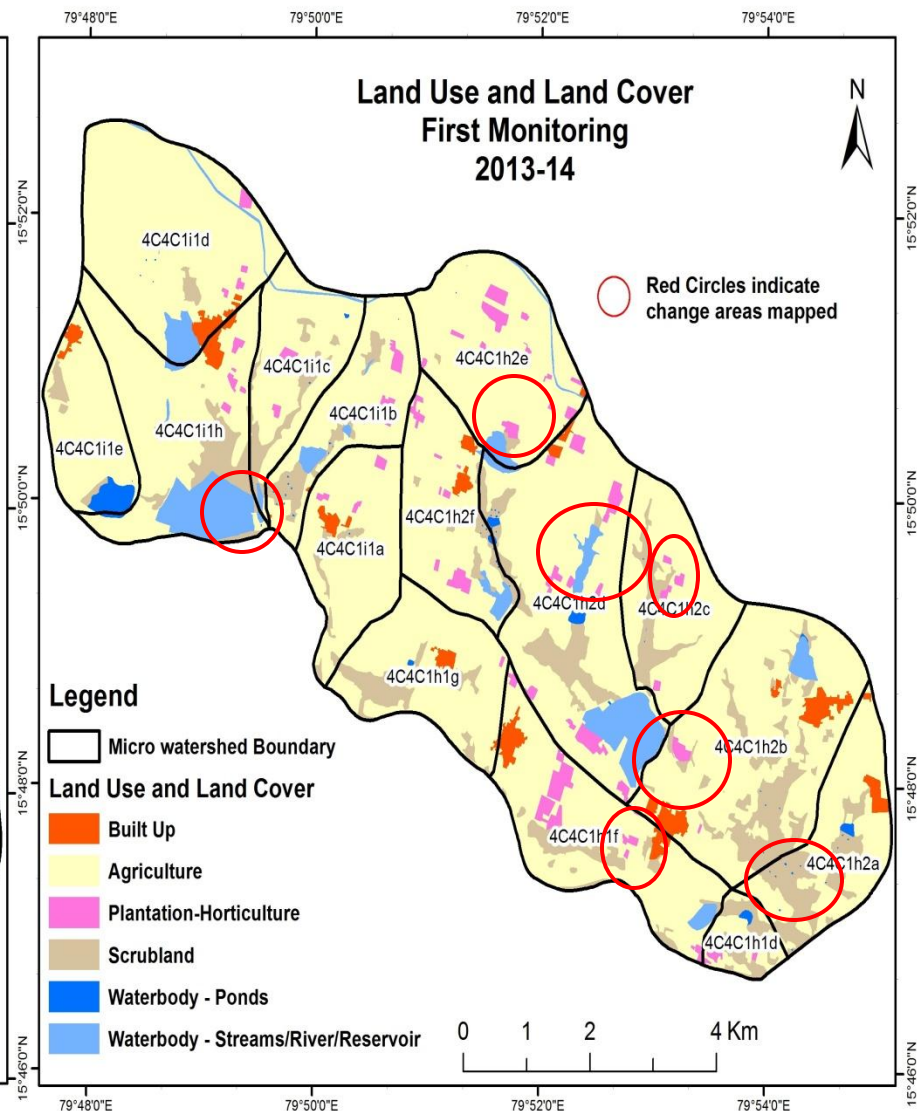 79°48'0"E 79°50'0"E 79°52'0"E 79°54'0"E
Land Use and Land Cover
First Monitoring
2013-14
N
15°52'0"N 15°52'0"N
4C4C1i1d
Red Circles indicate
change areas mapped
4C4C1h2e
4C4C1i1c
4C4C1i1b
4C4C1i1h
4C4C1i1e
15°50'0"N 15°50'0"N
4C4C1h2f
4C4C1i1a
4C4C1h2d
4C4C1h2c
4C4C1h1g
4C4C1h2b
15°48'0"N 15°48'0"N
4C4C1h1f
4C4C1h2a
4C4C1h1d
Legend
Micro watershed Boundary
Land Use and Land Cover
Built Up
Agriculture
Plantation-Horticulture
Scrubland
Waterbody - Ponds
Waterbody - Streams/River/Reservoir
0 1 2 4 Km
15°46'0"N 15°46'0"N
79°48'0"E 79°50'0"E 79°52'0"E 79°54'0"E